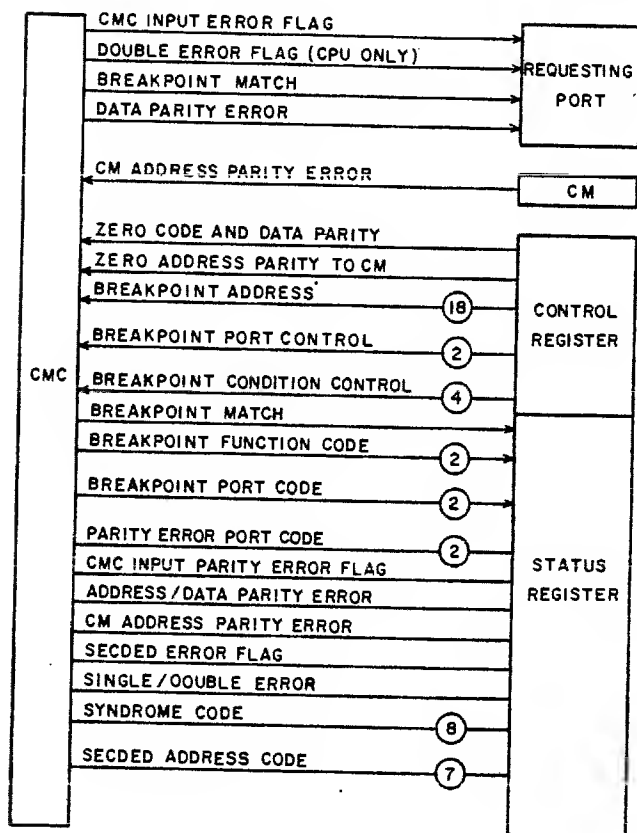 CMC INPUT ERROR FLAG
DOUBLE ERROR FLAG (CPU ONLY)
BREAKPOINT MATCH
DATA PARITY ERROR
REQUESTING
PORT
CM ADDRESS PARITY ERROR
CM
ZERO CODE AND DATA PARITY
ZERO ADDRESS PARITY TO CM
BREAKPOINT ADDRESS
18
BREAKPOINT PORT CONTROL
2
BREAKPOINT CONDITION CONTROL
4
CONTROL
REGISTER
CMC
BREAKPOINT MATCH
BREAKPOINT FUNCTION CODE
2
BREAKPOINT PORT CODE
2
PARITY ERROR PORT CODE
2
CMC INPUT PARITY ERROR FLAG
ADDRESS/DATA PARITY ERROR
CM ADDRESS PARITY ERROR
SECDED ERROR FLAG
SINGLE/DOUBLE ERROR
SYNDROME CODE
8
SECDED ADDRESS CODE
7
STATUS
REGISTER